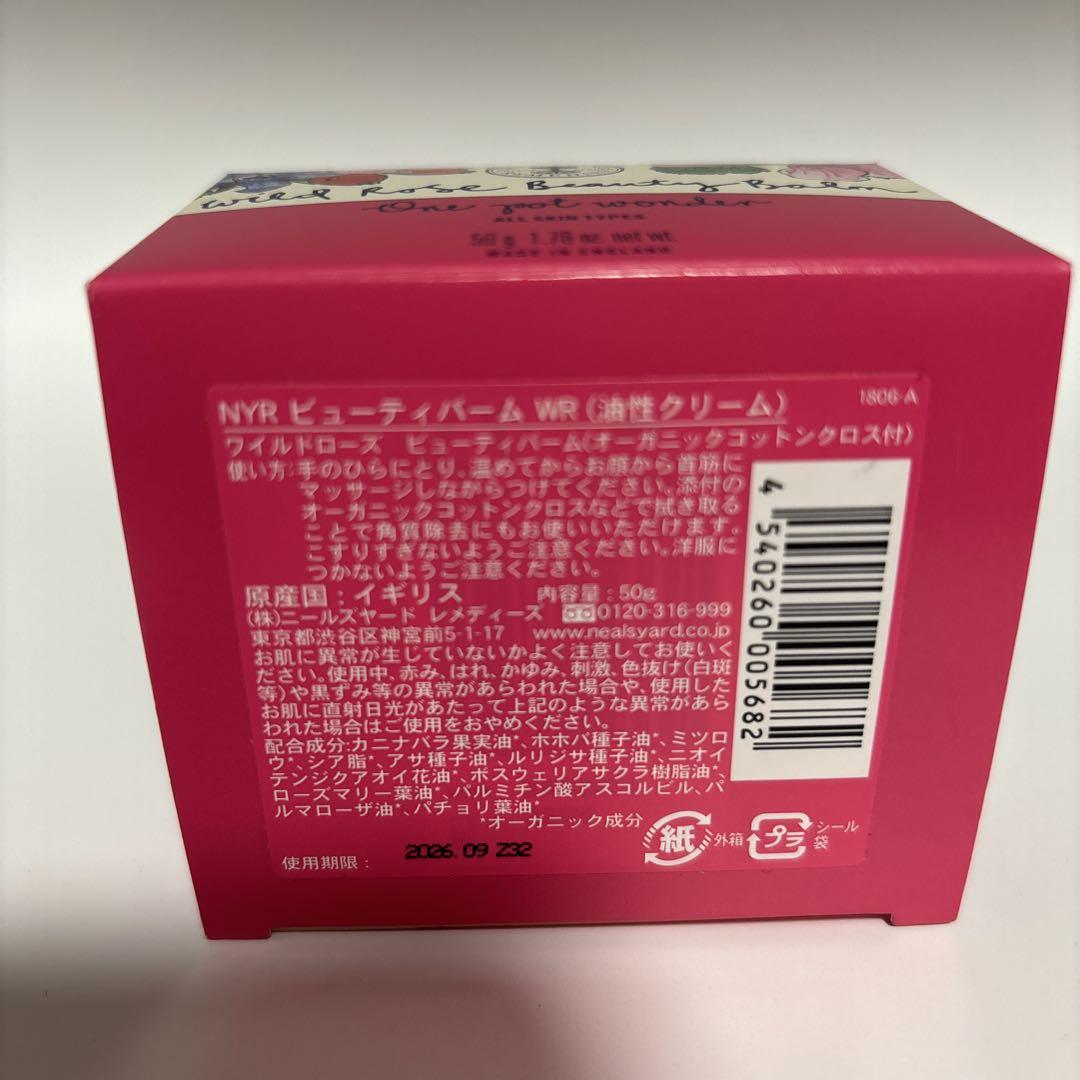 Wild Rose Beauty Balm
One pot wonder
ALL SKIN TYPES
50 g 1.76 oz. net wt.
MADE IN ENGLAND
NYR ビューティバーム WR(油性クリーム)
1806-A
ワイルドローズ ビューティバーム(オーガニックコットンクロス付)
使い方:手のひらにとり、温めてからお顔から首筋に
マッサージしながらつけてください。添付の
オーガニックコットンクロスなどで拭き取る
ことで角質除去にもお使いいただけます。
こすりすぎないようご注意ください。洋服に
つかないようご注意ください。
原産国:イギリス 内容量:50g
(株)ニールズヤード レメディーズ 0120-316-999
東京都渋谷区神宮前5-1-17 www.nealsyard.co.jp
お肌に異常が生じていないかよく注意してお使いく
ださい。使用中、赤み、はれ、かゆみ、刺激、色抜け(白斑
等)や黒ずみ等の異常があらわれた場合や、使用した
お肌に直射日光があたって上記のような異常があら
われた場合はご使用をおやめください。
配合成分:カニナバラ果実油*、ホホバ種子油*、ミツロ
ウ*、シア脂*、アサ種子油*、ルリジサ種子油*、ニオイ
テンジクアオイ花油*、ボスウェリアサクラ樹脂油*、
ローズマリー葉油*、パルミチン酸アスコルビル、パ
ルマローザ油*、パチョリ葉油*
*オーガニック成分
使用期限:
2026.09 Z32
紙 外箱
プラ シール
袋
4 540260 005682